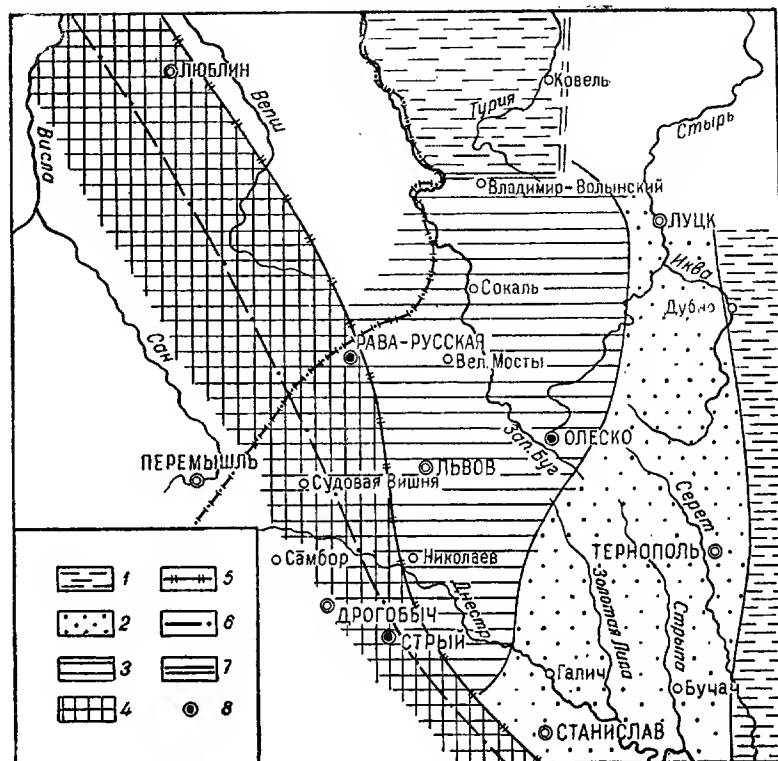 ЛЮБЛИН
Вепш
Висла
Ковель
Турия
Стырь
Владимир-Волынский
ЛУЦК
Иква
Дубно
Сокаль
Сан
РАВА-РУССКАЯ
Вел. Мосты
Зап. Буг
ОЛЕСКО
ПЕРЕМЫШЛЬ
ЛЬВОВ
Судовая Вишня
Серет
ТЕРНОПОЛЬ
Самбор
Николаев
Днестр
Золотая Липа
Стрыпа
ДРОГОБЫЧ
СТРЫЙ
Галич
Бучач
СТАНИСЛАВ
1 5
2 6
3 7
4 8